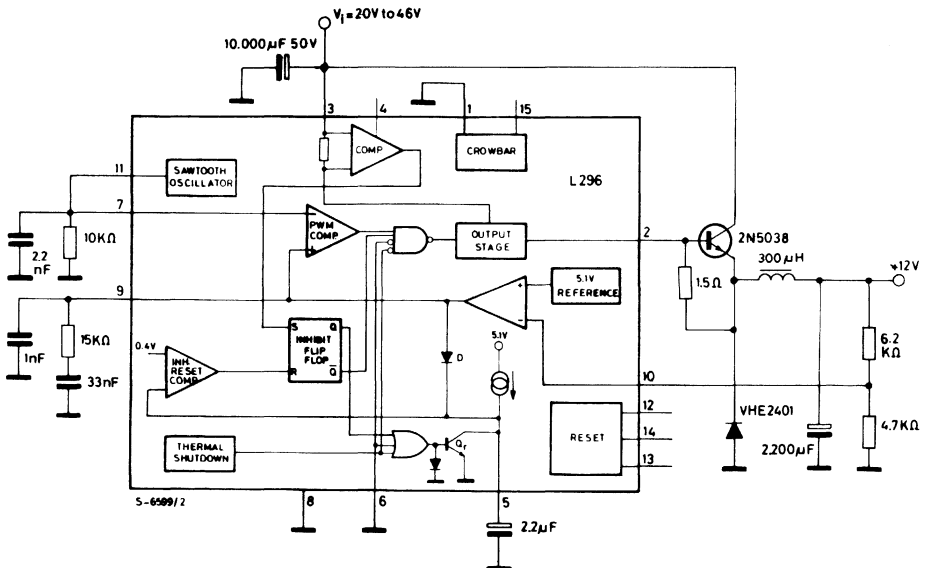 Vi=20V to 46V
10.000µF 50V
3
4
1
15
COMP
CROWBAR
11
SAWTOOTH
OSCILLATOR
L296
7
PWM
COMP
OUTPUT
STAGE
2
2N5038
10KΩ
2.2
nF
300µH
+12V
5.1V
REFERENCE
1.5Ω
9
15KΩ
1nF
33nF
0.4V
INH.
RESET
COMP
S
Q
INHIBIT
FLIP
FLOP
R
Q̅
D
5.1V
6.2
KΩ
10
12
14
13
RESET
VHE2401
2,200µF
4.7KΩ
THERMAL
SHUTDOWN
Qr
S-6599/2
8
6
5
2.2µF